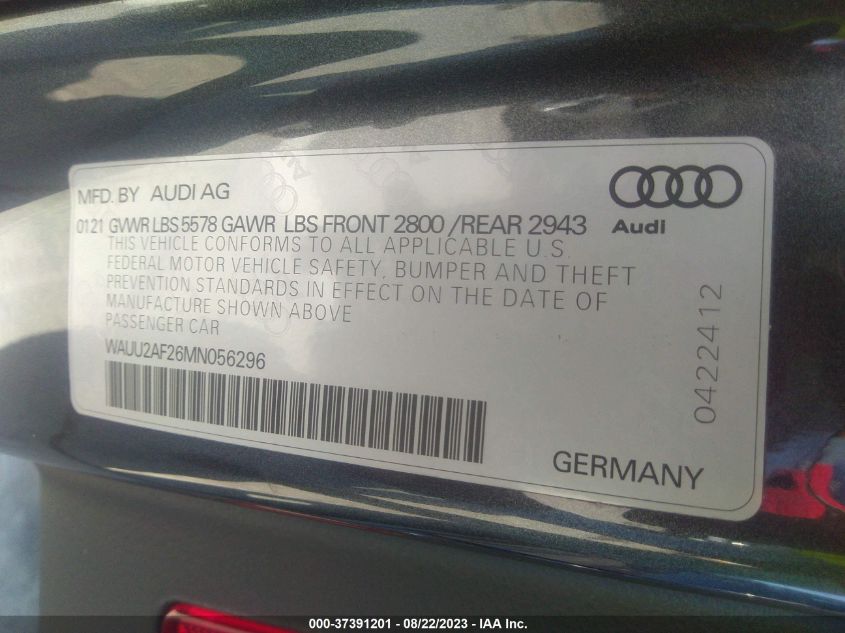 MFD. BY AUDI AG
0121 GVWR LBS 5578 GAWR LBS FRONT 2800 /REAR 2943
Audi
THIS VEHICLE CONFORMS TO ALL APPLICABLE U.S.
FEDERAL MOTOR VEHICLE SAFETY, BUMPER AND THEFT
PREVENTION STANDARDS IN EFFECT ON THE DATE OF
MANUFACTURE SHOWN ABOVE
PASSENGER CAR
WAUU2AF26MN056296
0422412
GERMANY
000-37391201 - 08/22/2023 - IAA Inc.